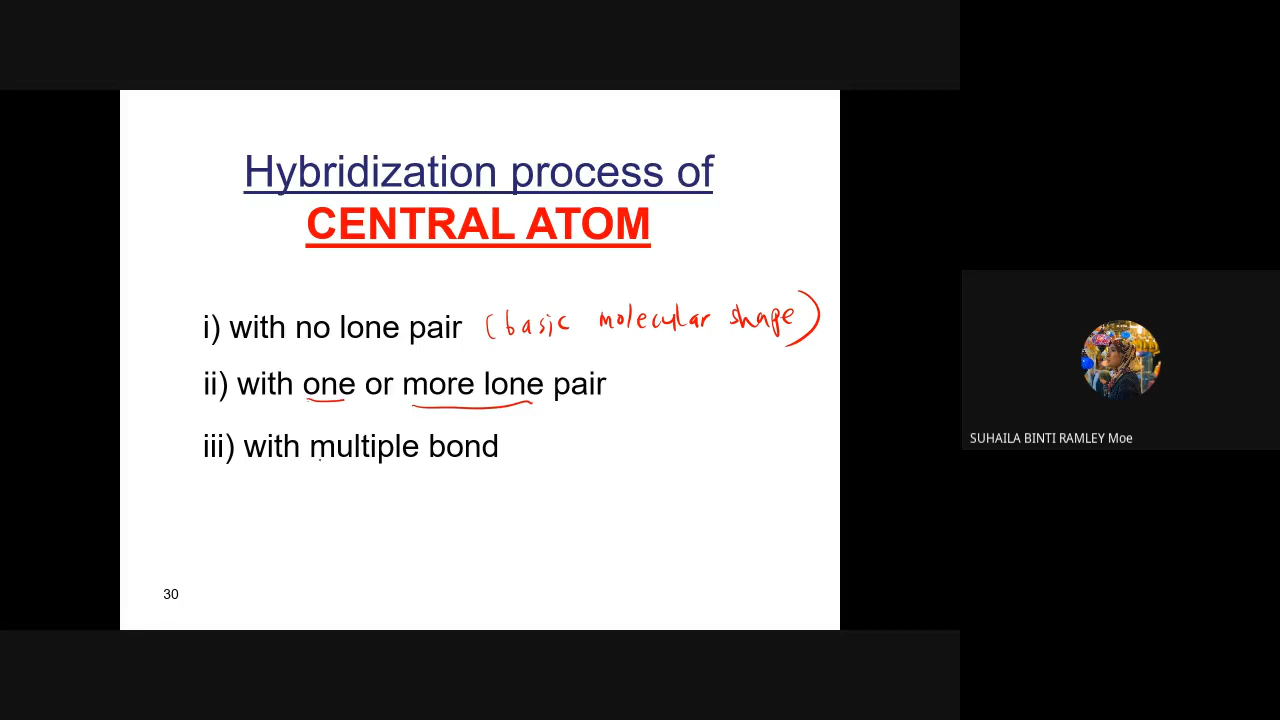 Hybridization process of
CENTRAL ATOM
i) with no lone pair (basic molecular shape)
ii) with one or more lone pair
iii) with multiple bond
30
SUHAILA BINTI RAMLEY Moe